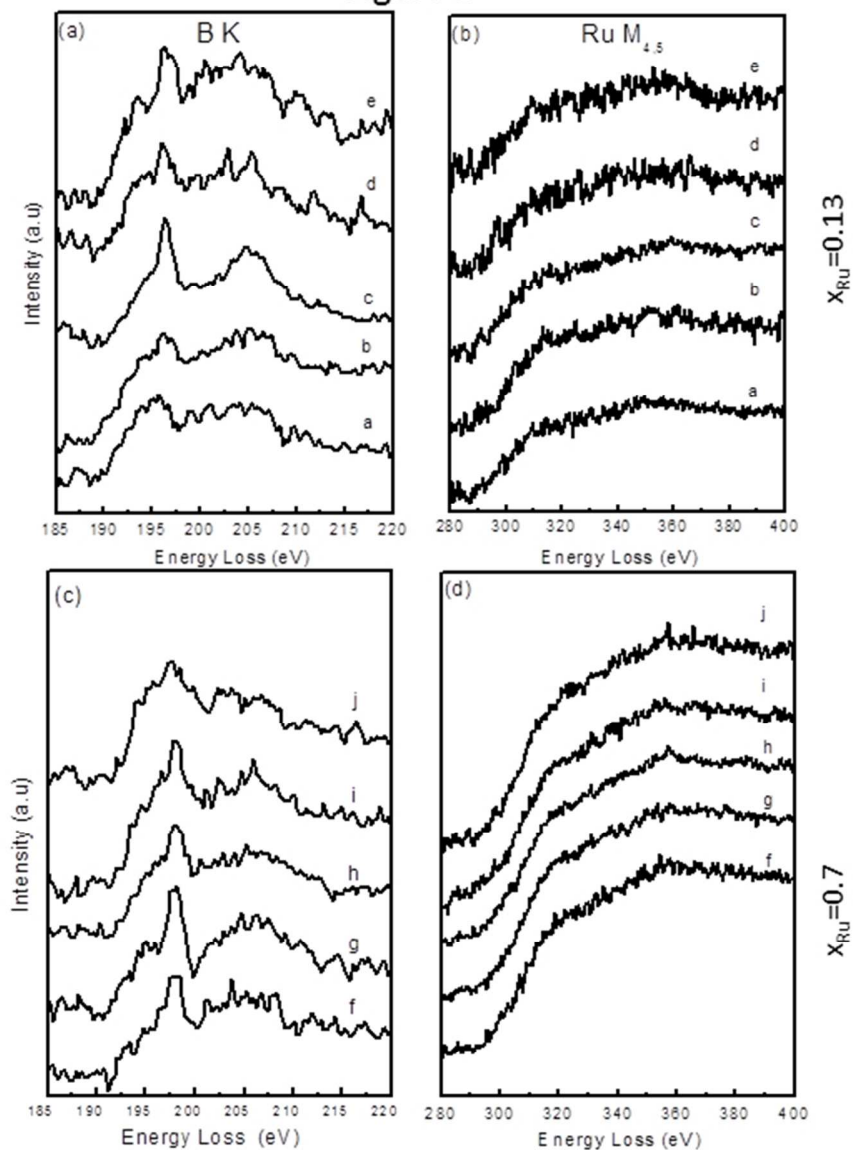 (a)
B K
e
d
c
b
a
Intensity (a.u)
185 190 195 200 205 210 215 220
Energy Loss (eV)
(b)
Ru M4,5
e
d
c
b
a
280 300 320 340 360 380 400
Energy Loss (eV)
xRu=0.13
(c)
j
i
h
g
f
Intensity (a.u)
185 190 195 200 205 210 215 220
Energy Loss (eV)
(d)
j
i
h
g
f
280 300 320 340 360 380 400
Energy Loss (eV)
xRu=0.7